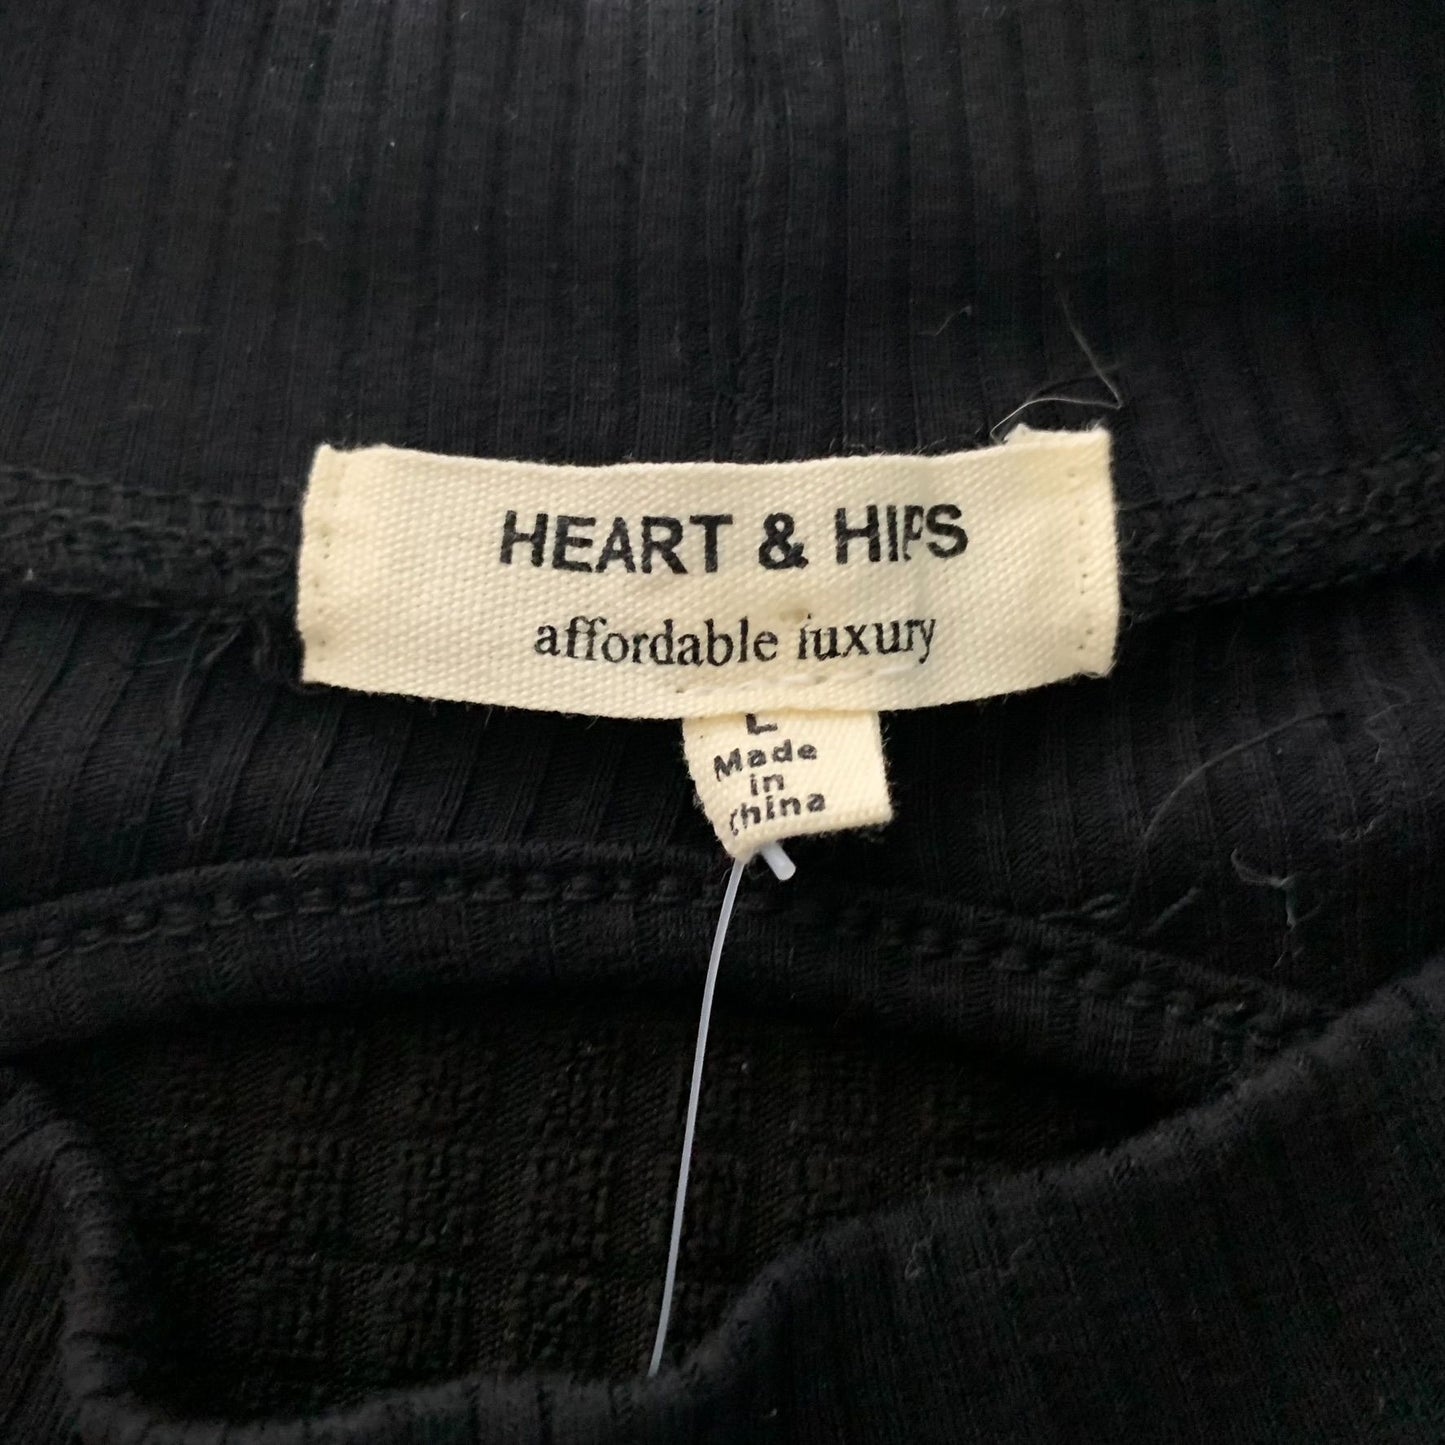 HEART & HIPS
affordable luxury
L
Made
in
China